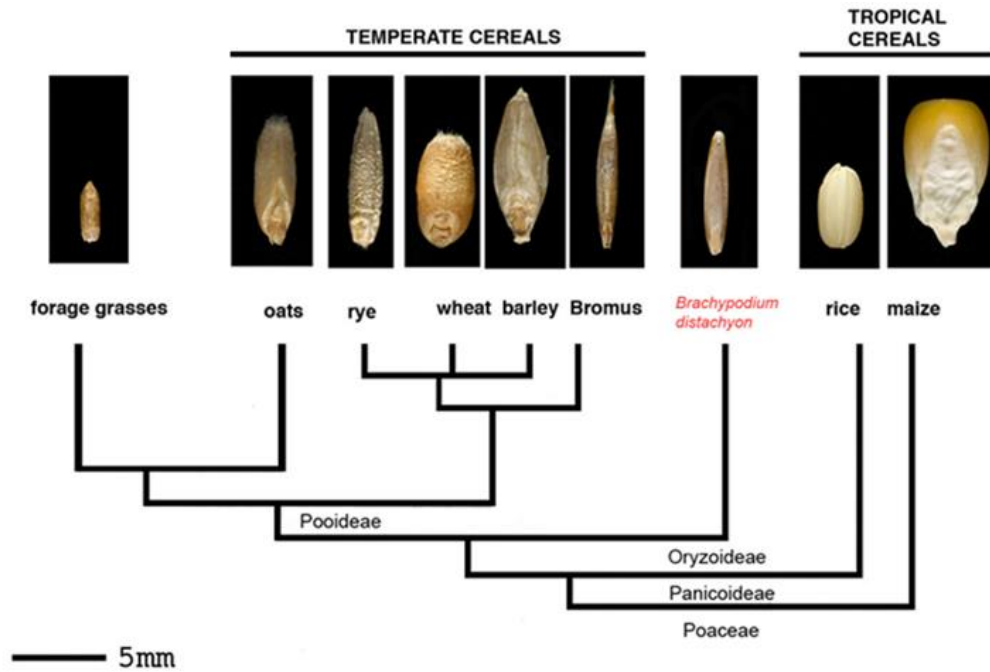 TEMPERATE CEREALS
TROPICAL
CEREALS
forage grasses
oats
rye
wheat
barley
Bromus
Brachypodium
distachyon
rice
maize
Pooideae
Oryzoideae
Panicoideae
Poaceae
5mm